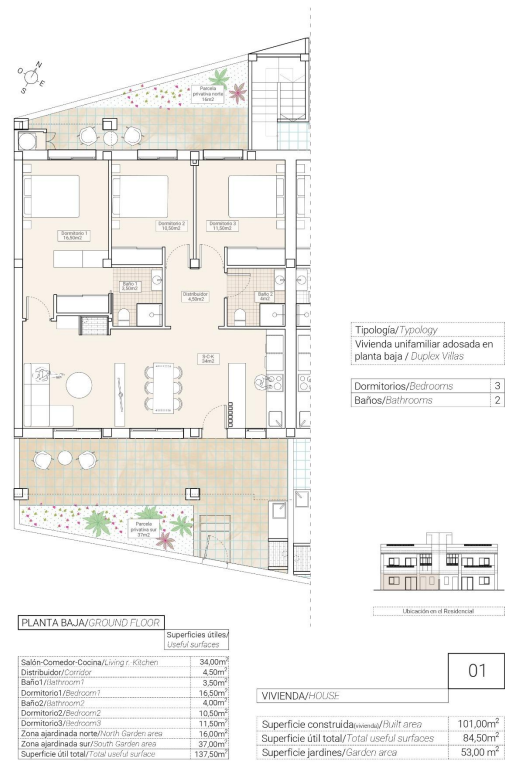 N
O
E
S
Parcela
privativa norte
16m2
Dormitorio 1
16,50m2
Dormitorio 2
10,50m2
Dormitorio 3
11,50m2
Baño 1
3,50m2
Distribuidor
4,50m2
Baño 2
4m2
S-C-K
34m2
Parcela
privativa sur
37m2
Tipología/Typology
Vivienda unifamiliar adosada en
planta baja / Duplex Villas
Dormitorios/Bedrooms 3
Baños/Bathrooms 2
Ubicación en el Residencial
PLANTA BAJA/GROUND FLOOR
Superficies útiles/
Useful surfaces
Salón-Comedor-Cocina/Living r. Kitchen 34,00m²
Distribuidor/Corridor 4,50m²
Baño1/Bathroom1 3,50m²
Dormitorio1/Bedroom1 16,50m²
Baño2/Bathroom2 4,00m²
Dormitorio2/Bedroom2 10,50m²
Dormitorio3/Bedroom3 11,50m²
Zona ajardinada norte/North Garden area 16,00m²
Zona ajardinada sur/South Garden area 37,00m²
Superficie útil total/Total useful surface 137,50m²
01
VIVIENDA/HOUSE
Superficie construida(vivienda)/Built area 101,00m²
Superficie útil total/Total useful surfaces 84,50m²
Superficie jardines/Garden area 53,00 m²